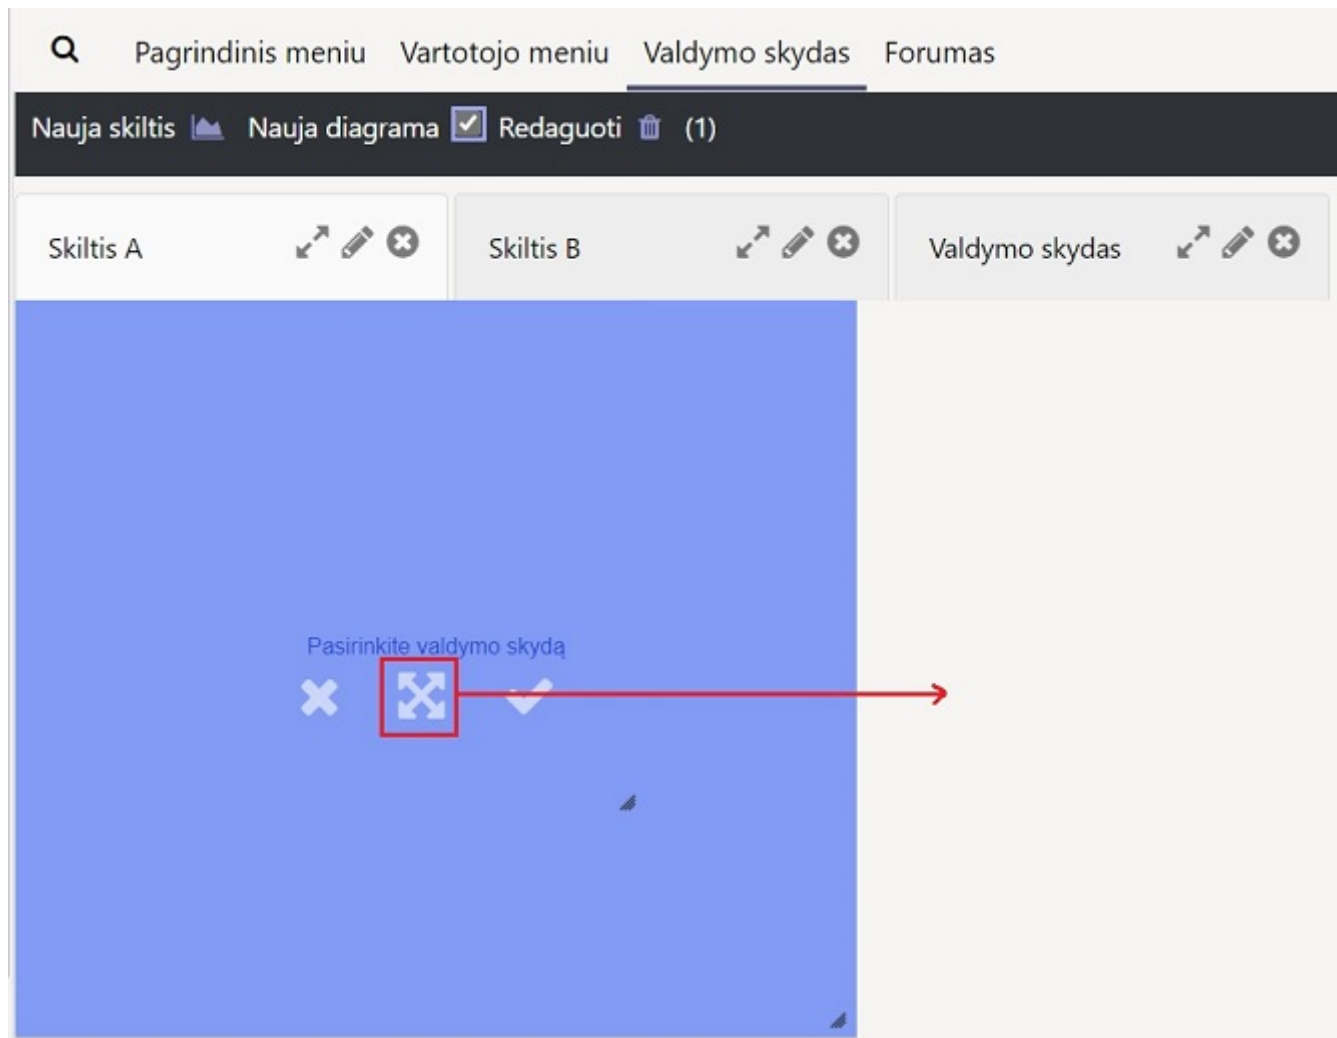 Pagrindinis meniu Vartotojo meniu Valdymo skydas Forumas
Nauja skiltis Nauja diagrama Redaguoti (1)
Skiltis A Skiltis B Valdymo skydas
Pasirinkite valdymo skydą